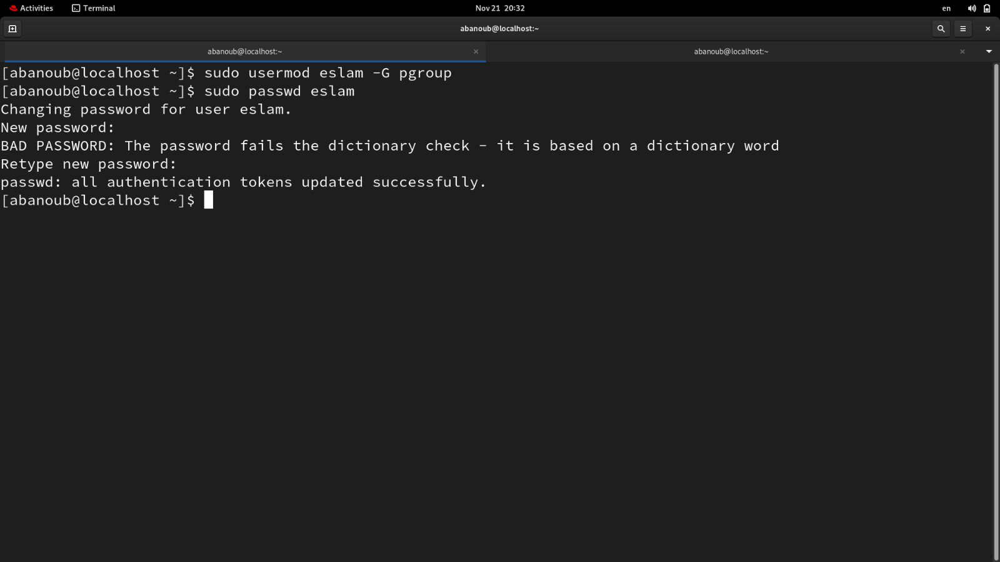 Activities Terminal Nov 21 20:32 en
abanoub@localhost:~
abanoub@localhost:~ abanoub@localhost:~
[abanoub@localhost ~]$ sudo usermod eslam -G pgroup
[abanoub@localhost ~]$ sudo passwd eslam
Changing password for user eslam.
New password:
BAD PASSWORD: The password fails the dictionary check - it is based on a dictionary word
Retype new password:
passwd: all authentication tokens updated successfully.
[abanoub@localhost ~]$